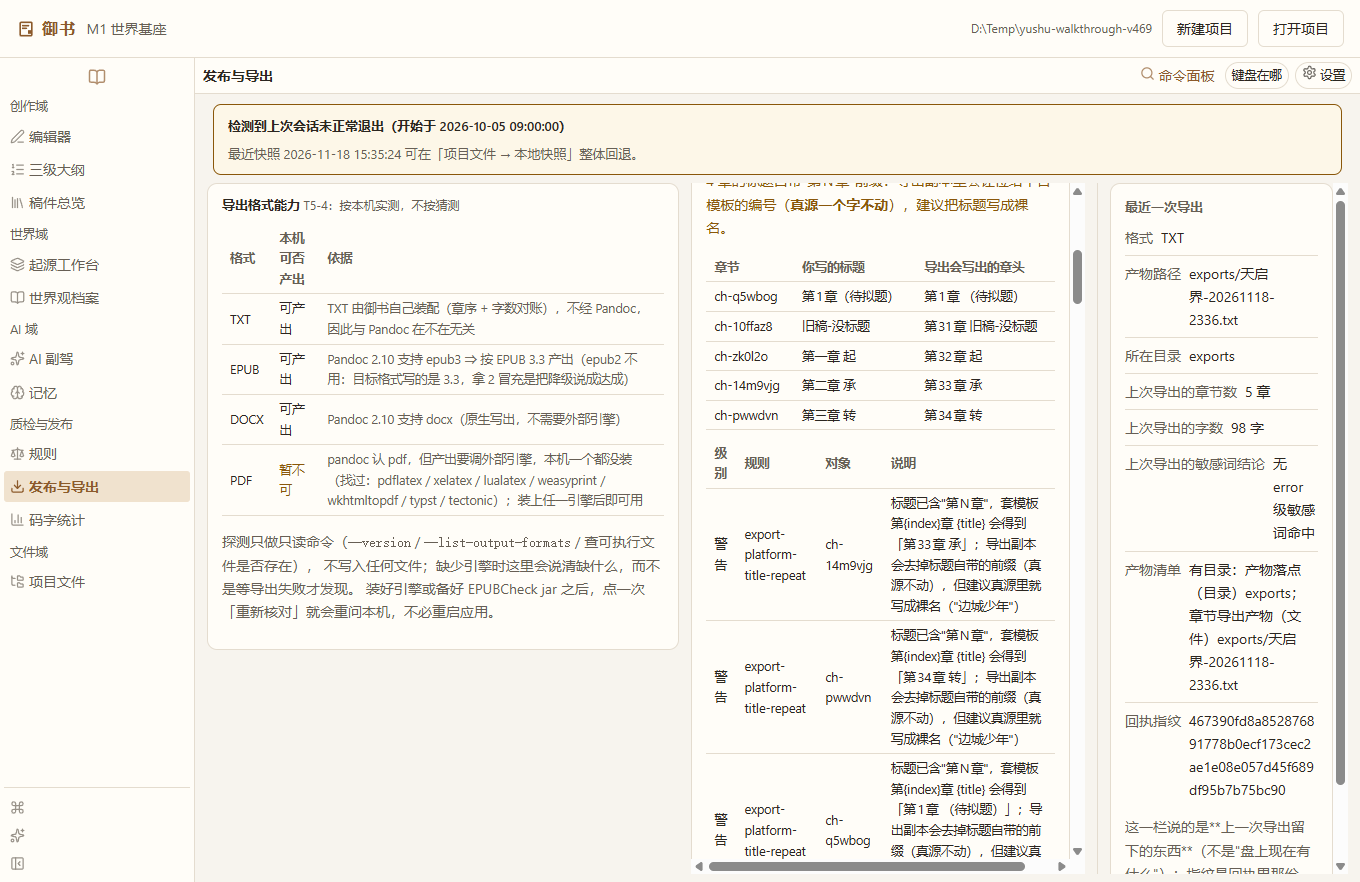 御书 M1 世界基座
D:\Temp\yushu-walkthrough-v469 新建项目 打开项目
创作域
编辑器
三级大纲
稿件总览
世界域
起源工作台
世界观档案
AI 域
AI 副驾
记忆
质检与发布
规则
发布与导出
码字统计
文件域
项目文件
发布与导出
命令面板 键盘在哪 设置
检测到上次会话未正常退出（开始于 2026-10-05 09:00:00）
最近快照 2026-11-18 15:35:24 可在「项目文件 → 本地快照」整体回退。
导出格式能力 T5-4：按本机实测，不按猜测
格式 本机可否产出 依据
TXT 可产出 TXT 由御书自己装配（章序 + 字数对账），不经 Pandoc，
因此与 Pandoc 在不在无关
EPUB 可产出 Pandoc 2.10 支持 epub3 ⇒ 按 EPUB 3.3 产出（epub2 不
用：目标格式写的是 3.3，拿 2 冒充是把降级说成达成）
DOCX 可产出 Pandoc 2.10 支持 docx（原生写出，不需要外部引擎）
PDF 暂不可 pandoc 认 pdf，但产出要调外部引擎，本机一个都没装
（找过：pdflatex / xelatex / lualatex / weasyprint /
wkhtmltopdf / typst / tectonic）；装上任一引擎后即可用
探测只做只读命令（—version / —list-output-formats / 查可执行文
件是否存在），不写入任何文件；缺少引擎时这里会说清缺什么，而不
是等导出失败才发现。 装好引擎或备好 EPUBCheck jar 之后，点一次
「重新核对」就会重问本机，不必重启应用。
4 章的标题自带"第 N 章"前缀：导出副本里会让位给平台
模板的编号（真源一个字不动），建议把标题写成裸
名。
章节 你写的标题 导出会写出的章头
ch-q5wbog 第1章（待拟题） 第1章 （待拟题）
ch-10ffaz8 旧稿-没标题 第31章 旧稿-没标题
ch-zk0l2o 第一章 起 第32章 起
ch-14m9vjg 第二章 承 第33章 承
ch-pwwdvn 第三章 转 第34章 转
级别 规则 对象 说明
警告 export-platform-title-repeat ch-14m9vjg 标题已含"第 N 章"，套模板
第{index}章 {title} 会得到
「第33章 承」；导出副本
会去掉标题自带的前缀（真
源不动），但建议真源里就
写成裸名（"边城少年"）
警告 export-platform-title-repeat ch-pwwdvn 标题已含"第 N 章"，套模板
第{index}章 {title} 会得到
「第34章 转」；导出副本
会去掉标题自带的前缀（真
源不动），但建议真源里就
写成裸名（"边城少年"）
警告 export-platform-title-repeat ch-q5wbog 标题已含"第 N 章"，套模板
第{index}章 {title} 会得到
「第1章 （待拟题）」；导
出副本会去掉标题自带的前
缀（真源不动），但建议真
最近一次导出
格式 TXT
产物路径 exports/天启
界-20261118-
2336.txt
所在目录 exports
上次导出的章节数 5 章
上次导出的字数 98 字
上次导出的敏感词结论 无
error
级敏感
词命中
产物清单 有目录：产物落点
（目录）exports；
章节导出产物（文
件）exports/天启
界-20261118-
2336.txt
回执指纹 467390fd8a8528768
91778b0ecf173cec2
ae1e08e057d45f689
df95b7b75bc90
这一栏说的是**上一次导出留
下的东西**（不是"盘上现在有
什么"）；指纹是回执里那份